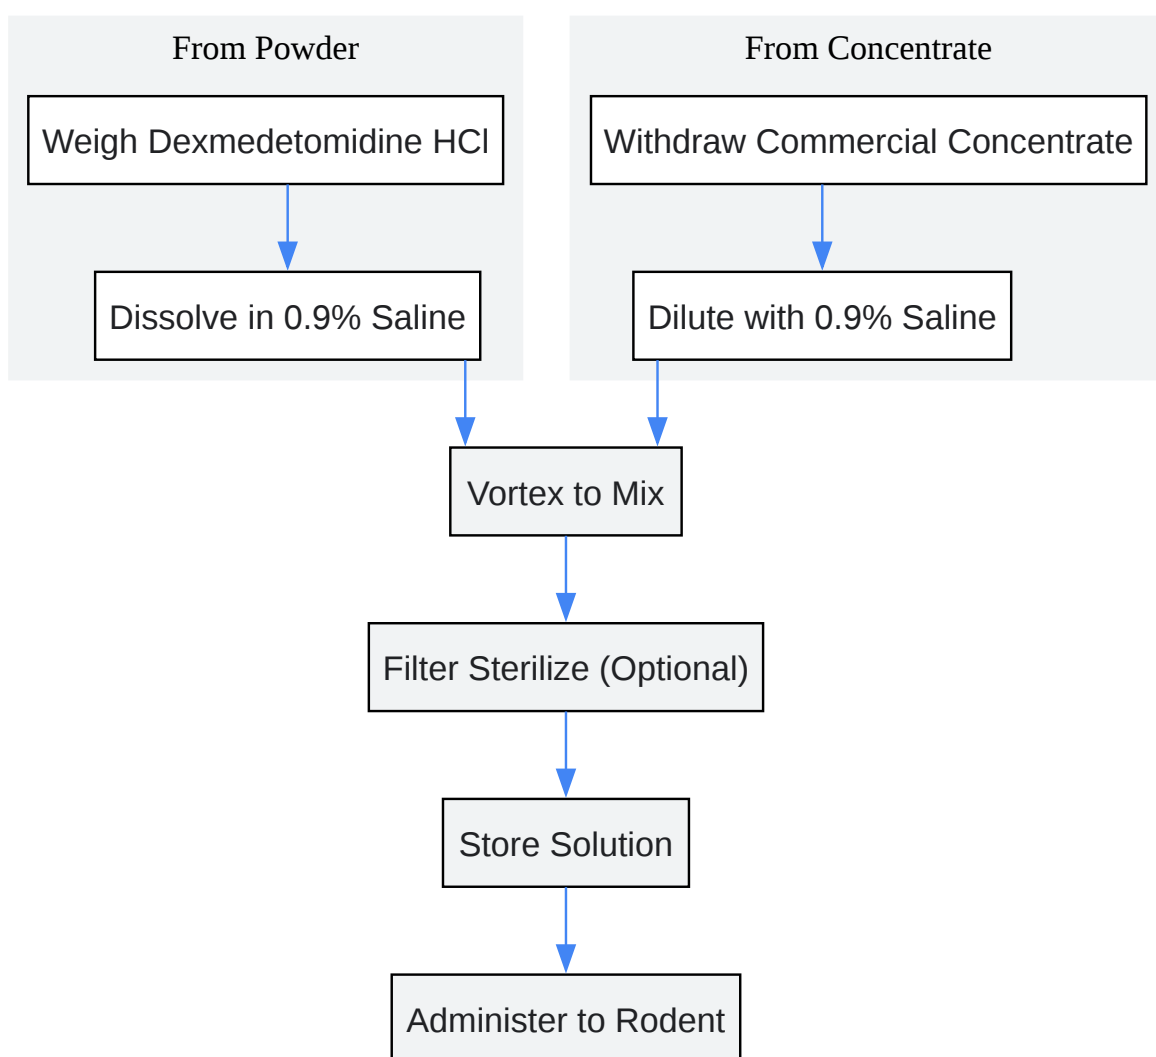 From Powder
Weigh Dexmedetomidine HCl
Dissolve in 0.9% Saline
From Concentrate
Withdraw Commercial Concentrate
Dilute with 0.9% Saline
Vortex to Mix
Filter Sterilize (Optional)
Store Solution
Administer to Rodent